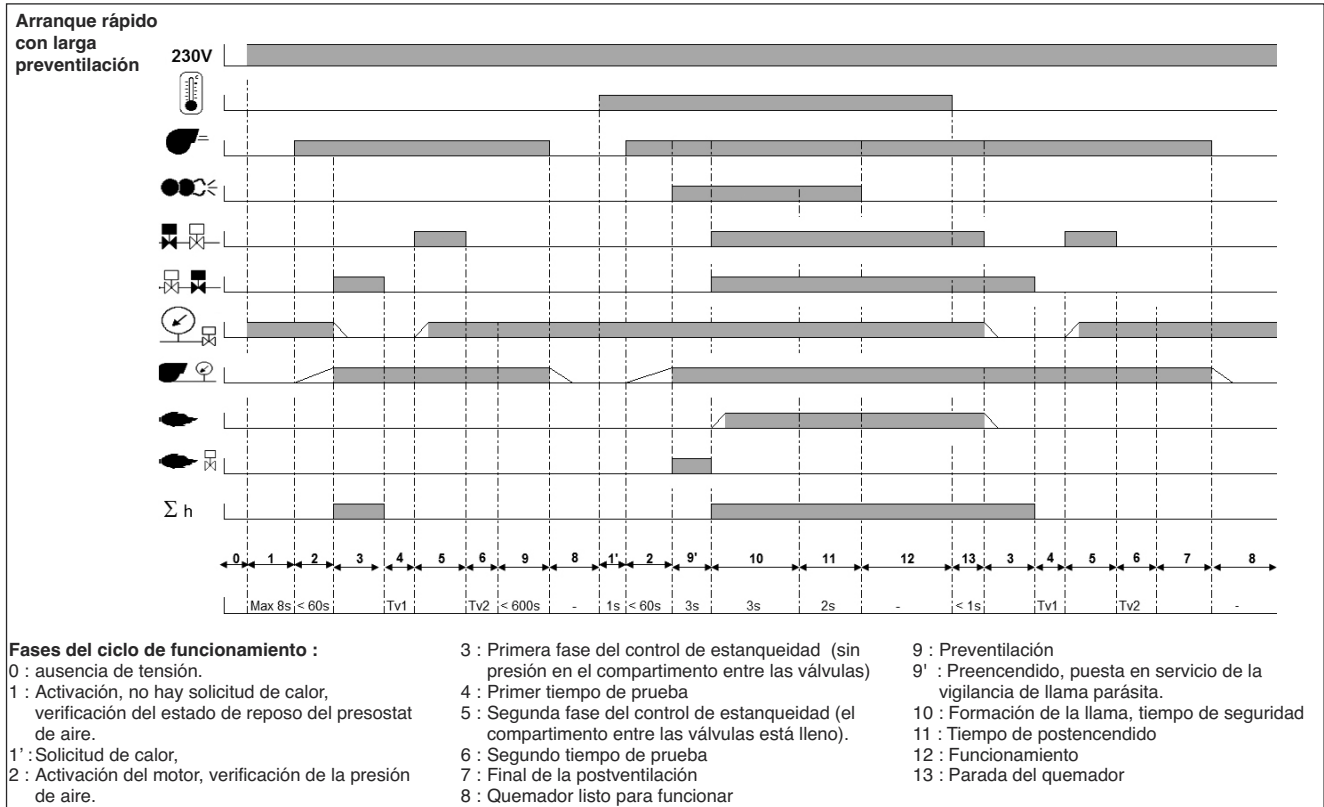 Arranque rápido
con larga
preventilación
230V
Σ h
0 1 2 3 4 5 6 9 8 1' 2 9' 10 11 12 13 3 4 5 6 7 8
Max 8s < 60s Tv1 Tv2 < 600s - 1s < 60s 3s 3s 2s - < 1s Tv1 Tv2 -
Fases del ciclo de funcionamiento :
0 : ausencia de tensión.
1 : Activación, no hay solicitud de calor,
verificación del estado de reposo del presostat
de aire.
1' : Solicitud de calor,
2 : Activación del motor, verificación de la presión
de aire.
3 : Primera fase del control de estanqueidad (sin
presión en el compartimento entre las válvulas)
4 : Primer tiempo de prueba
5 : Segunda fase del control de estanqueidad (el
compartimento entre las válvulas está lleno).
6 : Segundo tiempo de prueba
7 : Final de la postventilación
8 : Quemador listo para funcionar
9 : Preventilación
9' : Preencendido, puesta en servicio de la
vigilancia de llama parásita.
10 : Formación de la llama, tiempo de seguridad
11 : Tiempo de postencendido
12 : Funcionamiento
13 : Parada del quemador